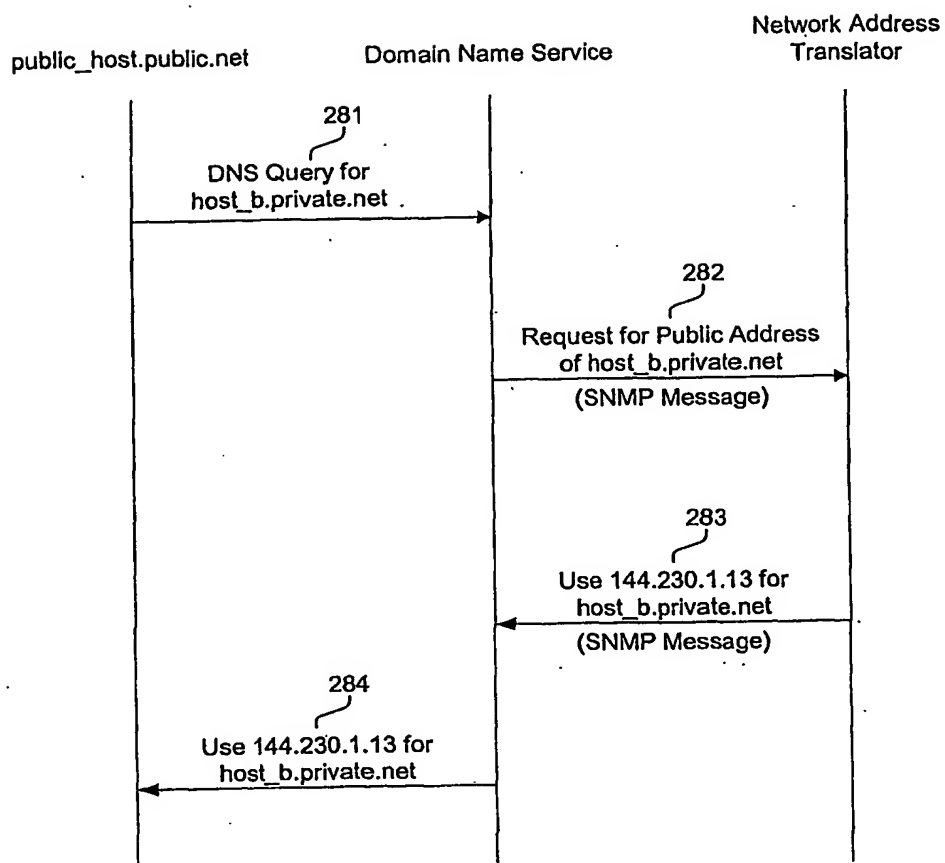 public_host.public.net
Domain Name Service
Network Address
Translator
281
DNS Query for
host_b.private.net
282
Request for Public Address
of host_b.private.net
(SNMP Message)
283
Use 144.230.1.13 for
host_b.private.net
(SNMP Message)
284
Use 144.230.1.13 for
host_b.private.net